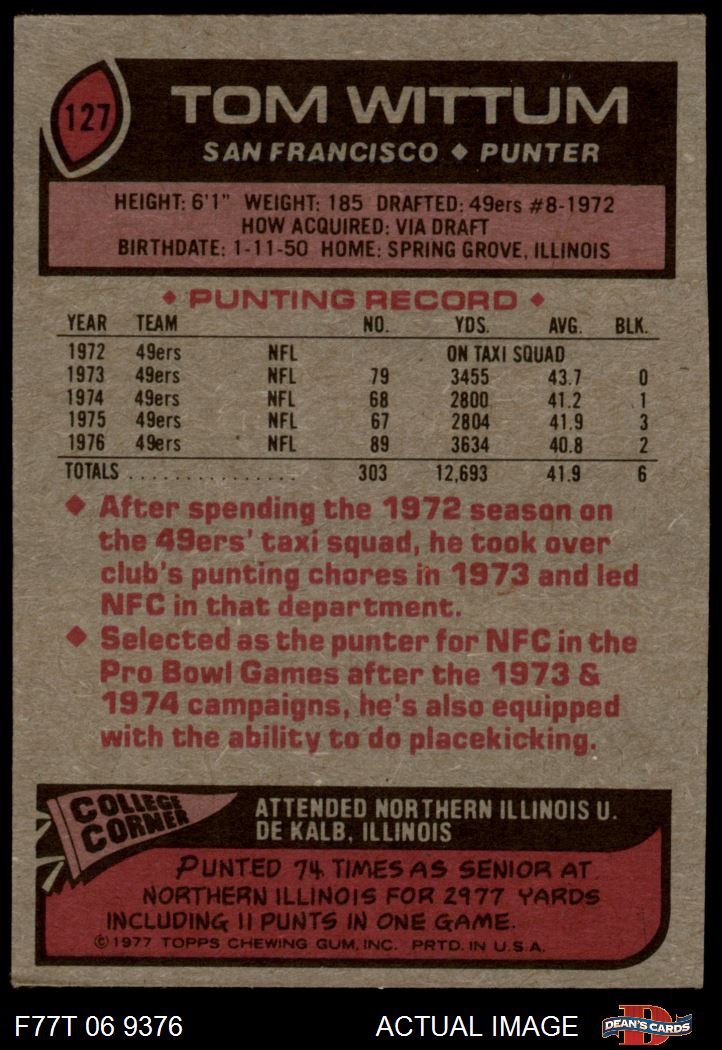 127
TOM WITTUM
SAN FRANCISCO ◆ PUNTER
HEIGHT: 6'1" WEIGHT: 185 DRAFTED: 49ers #8-1972
HOW ACQUIRED: VIA DRAFT
BIRTHDATE: 1-11-50 HOME: SPRING GROVE, ILLINOIS
◆ PUNTING RECORD ◆
YEAR TEAM NO. YDS. AVG. BLK.
1972 49ers NFL ON TAXI SQUAD
1973 49ers NFL 79 3455 43.7 0
1974 49ers NFL 68 2800 41.2 1
1975 49ers NFL 67 2804 41.9 3
1976 49ers NFL 89 3634 40.8 2
TOTALS ................ 303 12,693 41.9 6
◆ After spending the 1972 season on
the 49ers' taxi squad, he took over
club's punting chores in 1973 and led
NFC in that department.
◆ Selected as the punter for NFC in the
Pro Bowl Games after the 1973 &
1974 campaigns, he's also equipped
with the ability to do placekicking.
COLLEGE
CORNER
ATTENDED NORTHERN ILLINOIS U.
DE KALB, ILLINOIS
PUNTED 74 TIMES AS SENIOR AT
NORTHERN ILLINOIS FOR 2977 YARDS
INCLUDING 11 PUNTS IN ONE GAME.
©1977 TOPPS CHEWING GUM, INC. PRTD. IN U.S.A.
F77T 06 9376 ACTUAL IMAGE D DEAN'S CARDS